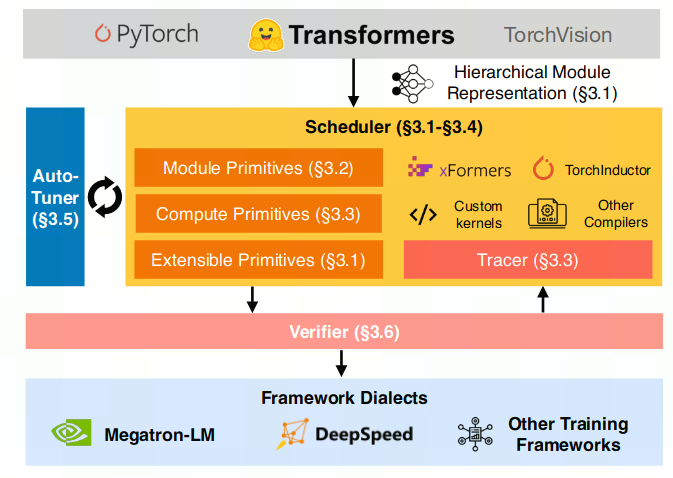 PyTorch
Transformers
TorchVision
Hierarchical Module
Representation (§3.1)
Auto-
Tuner
(§3.5)
Scheduler (§3.1-§3.4)
Module Primitives (§3.2)
Compute Primitives (§3.3)
Extensible Primitives (§3.1)
xFormers
TorchInductor
</>
Custom
kernels
Other
Compilers
Tracer (§3.3)
Verifier (§3.6)
Framework Dialects
Megatron-LM
DeepSpeed
Other Training
Frameworks